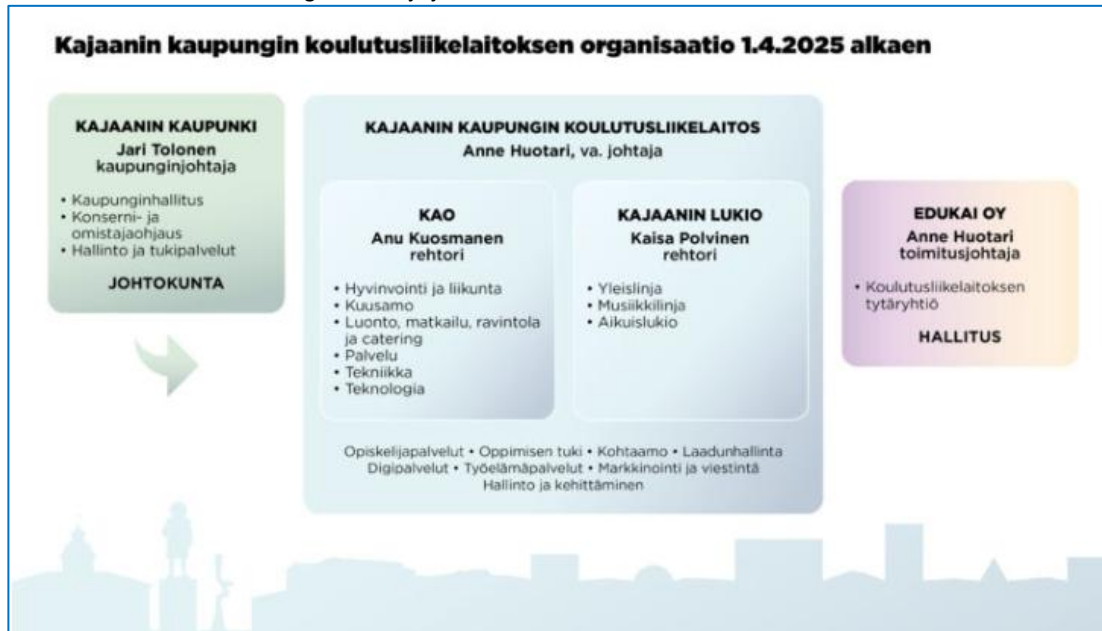 Kajaanin kaupungin koulutusliikelaitoksen organisaatio 1.4.2025 alkaen
KAJAANIN KAUPUNKI
Jari Tolonen
kaupunginjohtaja
• Kaupunginhallitus
• Konserni- ja
omistajaohjaus
• Hallinto ja tukipalvelut
JOHTOKUNTA
KAJAANIN KAUPUNGIN KOULUTUSLIIKELAITOS
Anne Huotari, va. johtaja
KAO
Anu Kuosmanen
rehtori
• Hyvinvointi ja liikunta
• Kuusamo
• Luonto, matkailu, ravintola
ja catering
• Palvelu
• Tekniikka
• Teknologia
KAJAANIN LUKIO
Kaisa Polvinen
rehtori
• Yleislinja
• Musiikkilinja
• Aikuislukio
Opiskelijapalvelut • Oppimisen tuki • Kohtaamo • Laadunhallinta
Digipalvelut • Työelämäpalvelut • Markkinointi ja viestintä
Hallinto ja kehittäminen
EDUKAI OY
Anne Huotari
toimitusjohtaja
• Koulutusliikelaitoksen
tytäryhtiö
HALLITUS